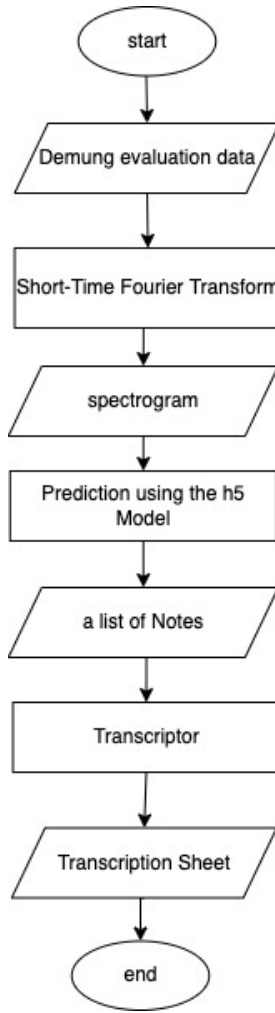 start
Demung evaluation data
Short-Time Fourier Transform
spectrogram
Prediction using the h5
Model
a list of Notes
Transcriptor
Transcription Sheet
end